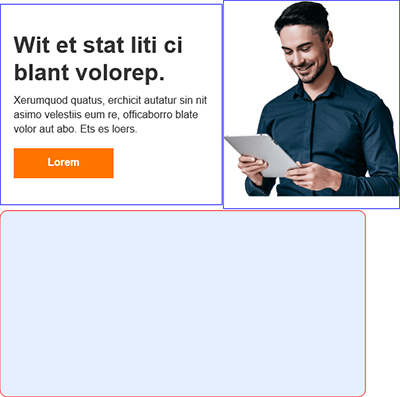 Wit et stat liti ci
blant volorep.
Xerumquod quatus, erchicit autatur sin nit
asimo velestiis eum re, officaborro blate
volor aut abo. Ets es loers.
Lorem